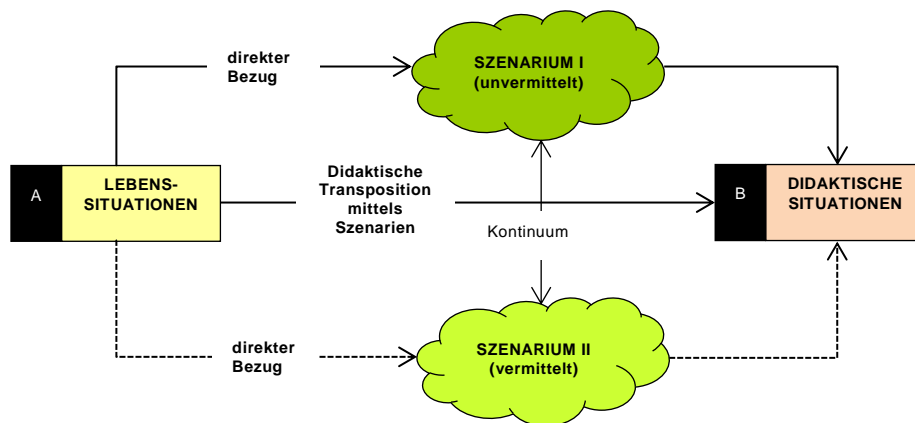 direkter
Bezug
SZENARIUM I
(unvermittelt)
A
LEBENS-
SITUATIONEN
Didaktische
Transposition
mittels
Szenarien
Kontinuum
B
DIDAKTISCHE
SITUATIONEN
direkter
Bezug
SZENARIUM II
(vermittelt)